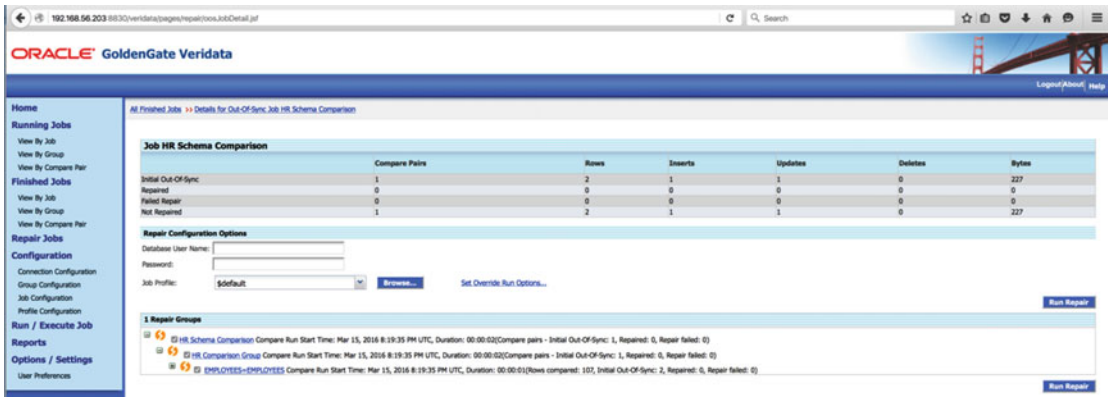 192.168.56.203:8830/veridata/pages/repair/oosJobDetail.jsf
Search
ORACLE GoldenGate Veridata
Logout About Help
Home
Running Jobs
View By Job
View By Group
View By Compare Pair
Finished Jobs
View By Job
View By Group
View By Compare Pair
Repair Jobs
Configuration
Connection Configuration
Group Configuration
Job Configuration
Profile Configuration
Run / Execute Job
Reports
Options / Settings
User Preferences
All Finished Jobs >> Details for Out-Of-Sync Job HR Schema Comparison
Job HR Schema Comparison
Compare Pairs Rows Inserts Updates Deletes Bytes
Initial Out-Of-Sync 1 2 1 1 0 227
Repaired 0 0 0 0 0 0
Failed Repair 0 0 0 0 0 0
Not Repaired 1 2 1 1 0 227
Repair Configuration Options
Database User Name:
Password:
Job Profile: $default Browse... Set Override Run Options...
Run Repair
1 Repair Groups
HR Schema Comparison Compare Run Start Time: Mar 15, 2016 8:19:35 PM UTC, Duration: 00:00:02(Compare pairs - Initial Out-Of-Sync: 1, Repaired: 0, Repair failed: 0)
HR Comparison Group Compare Run Start Time: Mar 15, 2016 8:19:35 PM UTC, Duration: 00:00:02(Compare pairs - Initial Out-Of-Sync: 1, Repaired: 0, Repair failed: 0)
EMPLOYEES=EMPLOYEES Compare Run Start Time: Mar 15, 2016 8:19:35 PM UTC, Duration: 00:00:01(Rows compared: 107, Initial Out-Of-Sync: 2, Repaired: 0, Repair failed: 0)
Run Repair